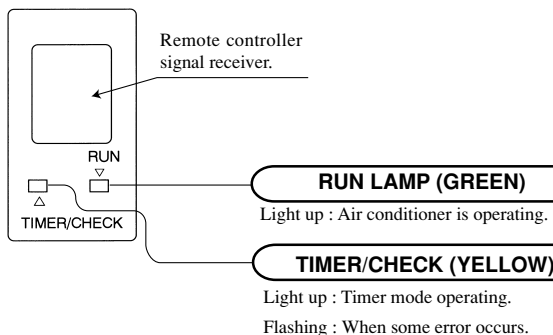 Remote controller
signal receiver.
RUN
TIMER/CHECK
RUN LAMP (GREEN)
Light up : Air conditioner is operating.
TIMER/CHECK (YELLOW)
Light up : Timer mode operating.
Flashing : When some error occurs.